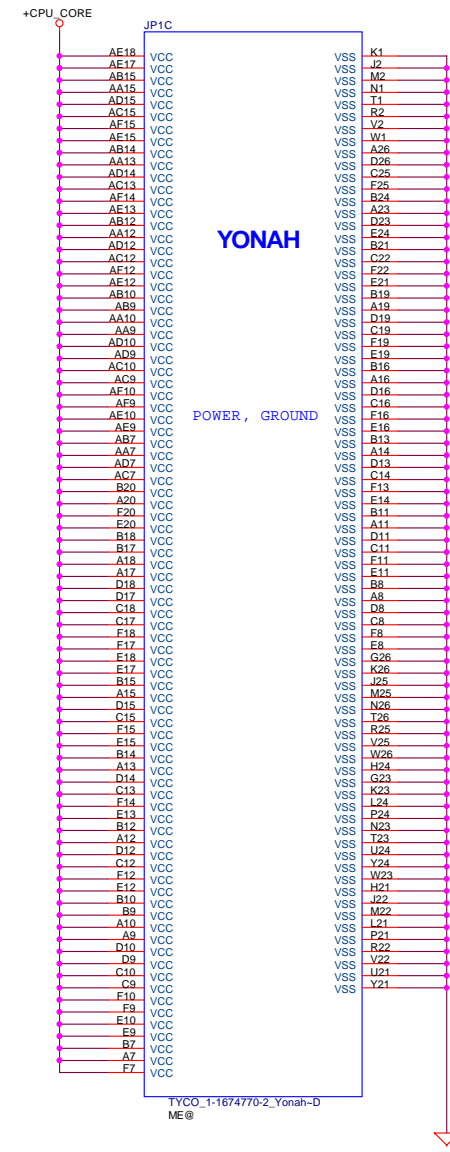 +CPU_CORE
JP1C
AE18 VCC VSS K1
AE17 VCC VSS J2
AB15 VCC VSS M2
AA15 VCC VSS N1
AD15 VCC VSS T1
AC15 VCC VSS R2
AF15 VCC VSS V2
AE15 VCC VSS W1
AB14 VCC VSS A26
AA13 VCC VSS D26
AD14 VCC VSS C25
AC13 VCC VSS F25
AF14 VCC VSS B24
AE13 VCC VSS A23
AB12 VCC VSS D23
AA12 VCC YONAH VSS E24
AD12 VCC VSS B21
AC12 VCC VSS C22
AF12 VCC VSS F22
AE12 VCC VSS E21
AB10 VCC VSS B19
AB9 VCC VSS A19
AA10 VCC VSS D19
AA9 VCC VSS C19
AD10 VCC VSS F19
AD9 VCC VSS E19
AC10 VCC VSS B16
AC9 VCC VSS A16
AF10 VCC VSS D16
AF9 VCC VSS C16
AE10 VCC POWER, GROUND VSS F16
AE9 VCC VSS E16
AB7 VCC VSS B13
AA7 VCC VSS A14
AD7 VCC VSS D13
AC7 VCC VSS C14
B20 VCC VSS F13
A20 VCC VSS E14
F20 VCC VSS B11
E20 VCC VSS A11
B18 VCC VSS D11
B17 VCC VSS C11
A18 VCC VSS F11
A17 VCC VSS E11
D18 VCC VSS B8
D17 VCC VSS A8
C18 VCC VSS D8
C17 VCC VSS C8
F18 VCC VSS F8
F17 VCC VSS E8
E18 VCC VSS G26
E17 VCC VSS K26
B15 VCC VSS J25
A15 VCC VSS M25
D15 VCC VSS N26
C15 VCC VSS T26
F15 VCC VSS R25
E15 VCC VSS V25
B14 VCC VSS W26
A13 VCC VSS H24
D14 VCC VSS G23
C13 VCC VSS K23
F14 VCC VSS L24
E13 VCC VSS P24
B12 VCC VSS N23
A12 VCC VSS T23
D12 VCC VSS U24
C12 VCC VSS Y24
F12 VCC VSS W23
E12 VCC VSS H21
B10 VCC VSS J22
B9 VCC VSS M22
A10 VCC VSS L21
A9 VCC VSS P21
D10 VCC VSS R22
D9 VCC VSS V22
C10 VCC VSS U21
C9 VCC VSS Y21
F10 VCC
F9 VCC
E10 VCC
E9 VCC
B7 VCC
A7 VCC
F7 VCC
TYCO_1-1674770-2_Yonah~D
ME@